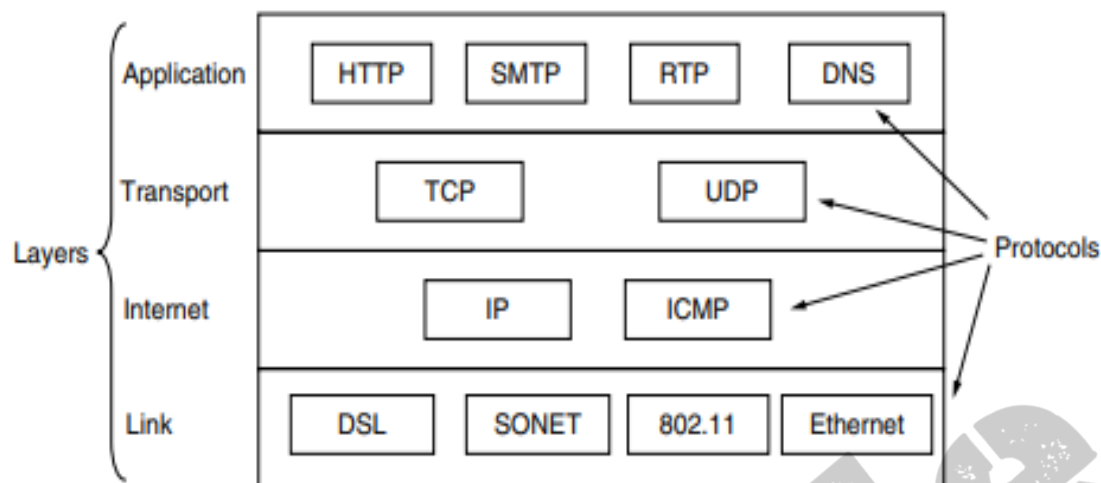 Application HTTP SMTP RTP DNS
Transport TCP UDP
Layers Protocols
Internet IP ICMP
Link DSL SONET 802.11 Ethernet